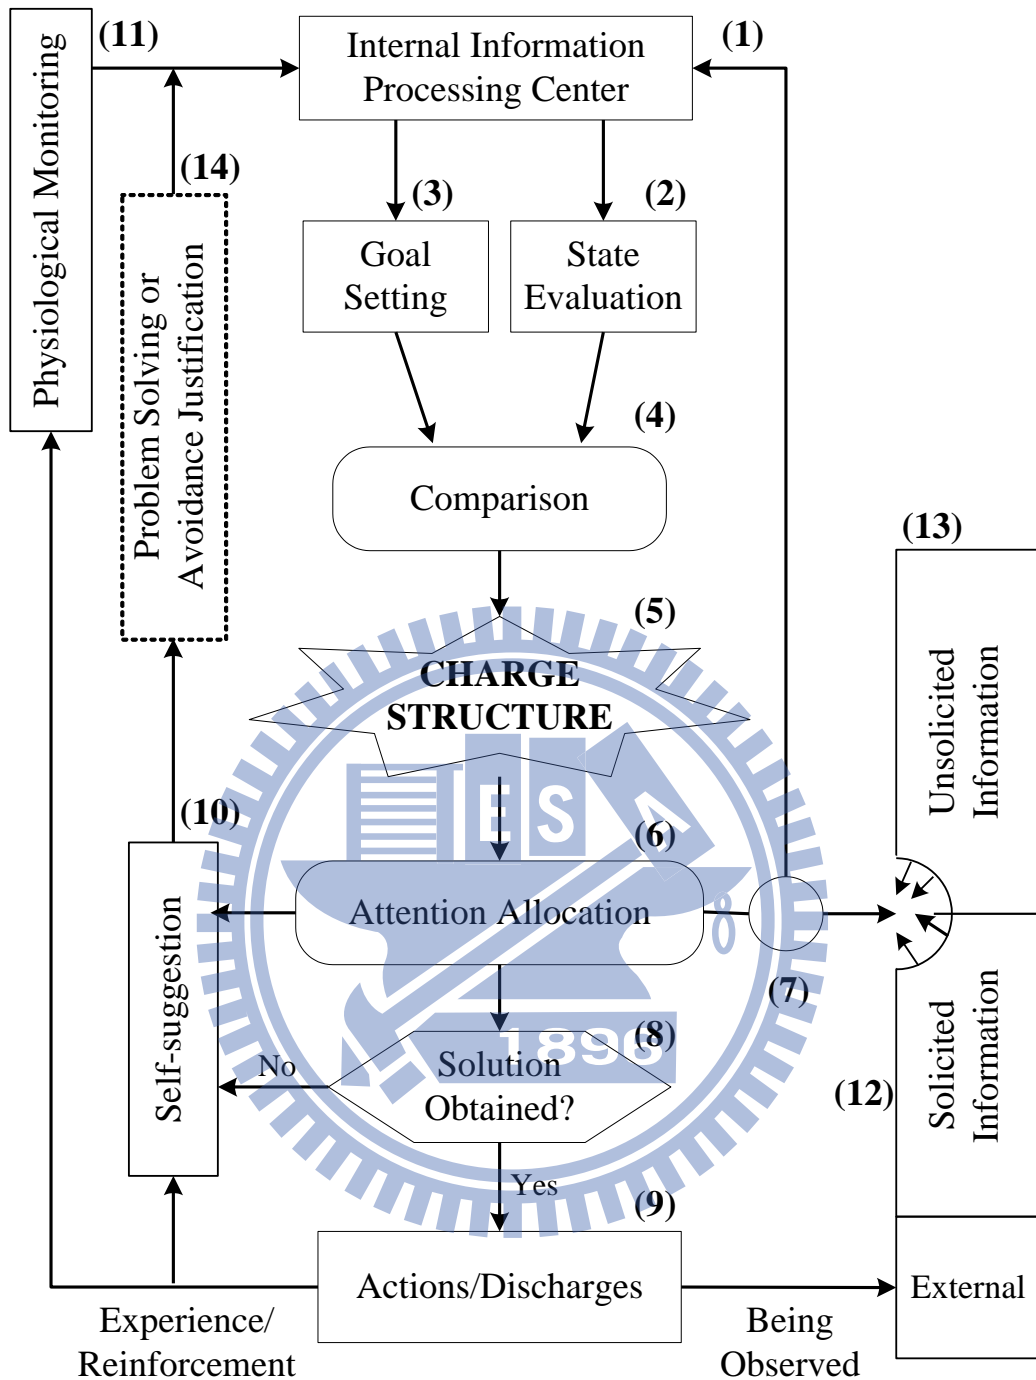 (11)
Internal Information
Processing Center
(1)
Physiological Monitoring
(14)
Problem Solving or
Avoidance Justification
(3)
(2)
Goal
Setting
State
Evaluation
(4)
Comparison
(13)
(5)
CHARGE
STRUCTURE
Unsolicited
Information
ES
A
(10)
(6)
Attention Allocation
Self-suggestion
(7)
(8)
1896
Solution
Obtained?
No
Yes
(12)
Solicited
Information
(9)
Actions/Discharges
External
Experience/
Reinforcement
Being
Observed